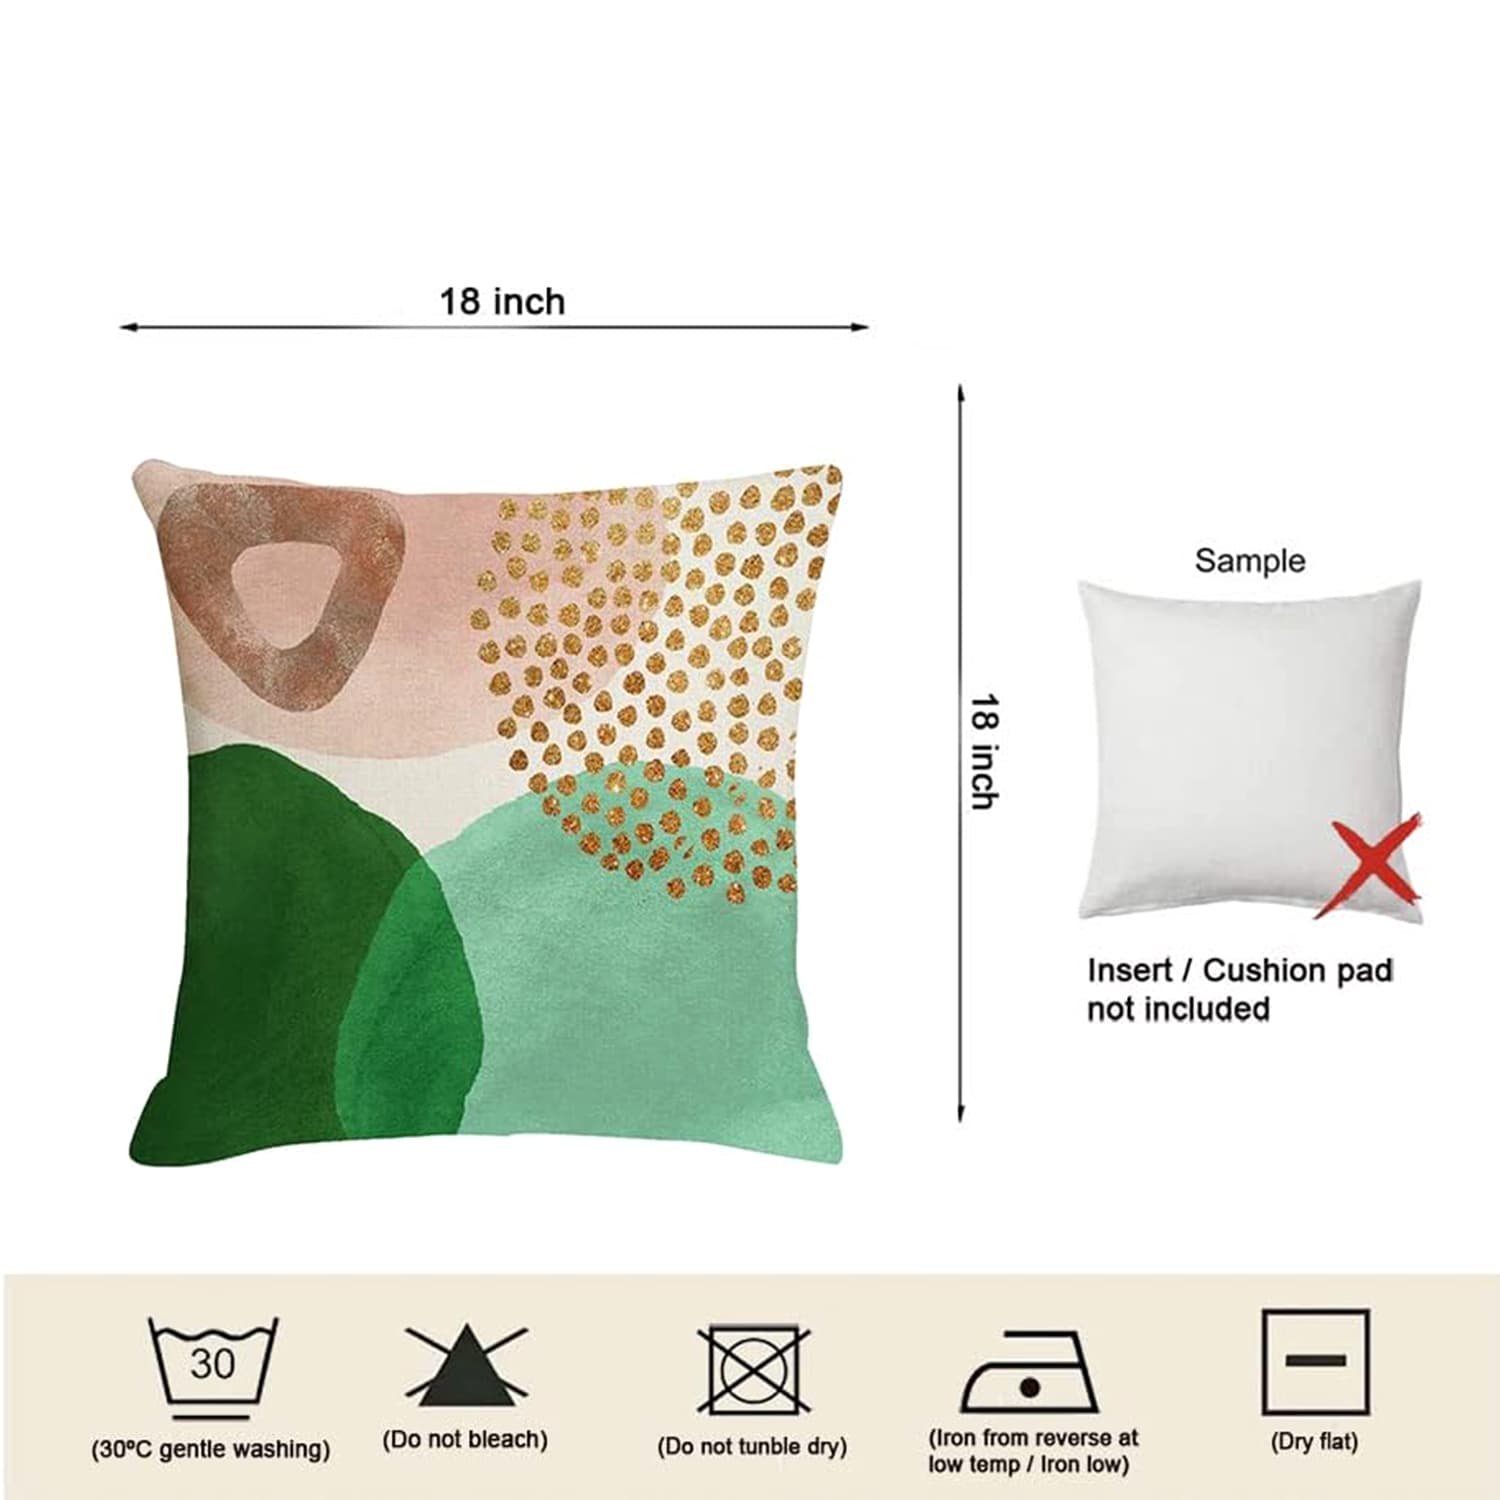 18 inch
18 inch
Sample
Insert / Cushion pad
not included
30
(30ºC gentle washing)
(Do not bleach)
(Do not tunble dry)
(Iron from reverse at
low temp / Iron low)
(Dry flat)